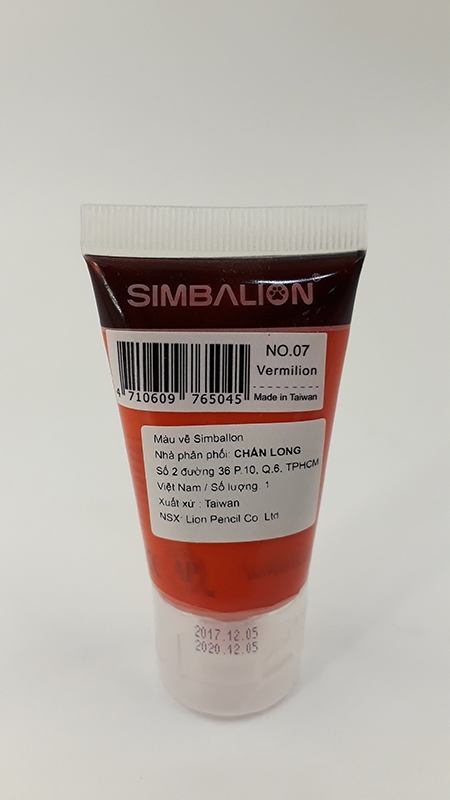 SIMBALION®
NO.07
Vermilion
4 710609 765045
Made in Taiwan
Màu vẽ Simballon
Nhà phân phối: CHẤN LONG
Số 2 đường 36 P.10, Q.6, TPHCM
Việt Nam / Số lượng: 1
Xuất xứ : Taiwan
NSX: Lion Pencil Co. Ltd
2017.12.05
2020.12.05